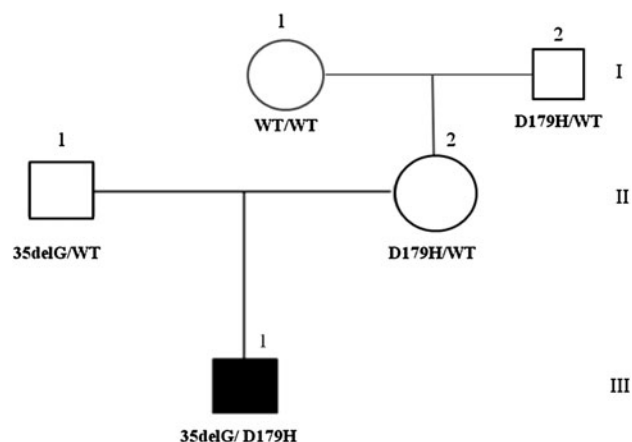 1
2
I
WT/WT
D179H/WT
1
2
II
35delG/WT
D179H/WT
1
III
35delG/ D179H